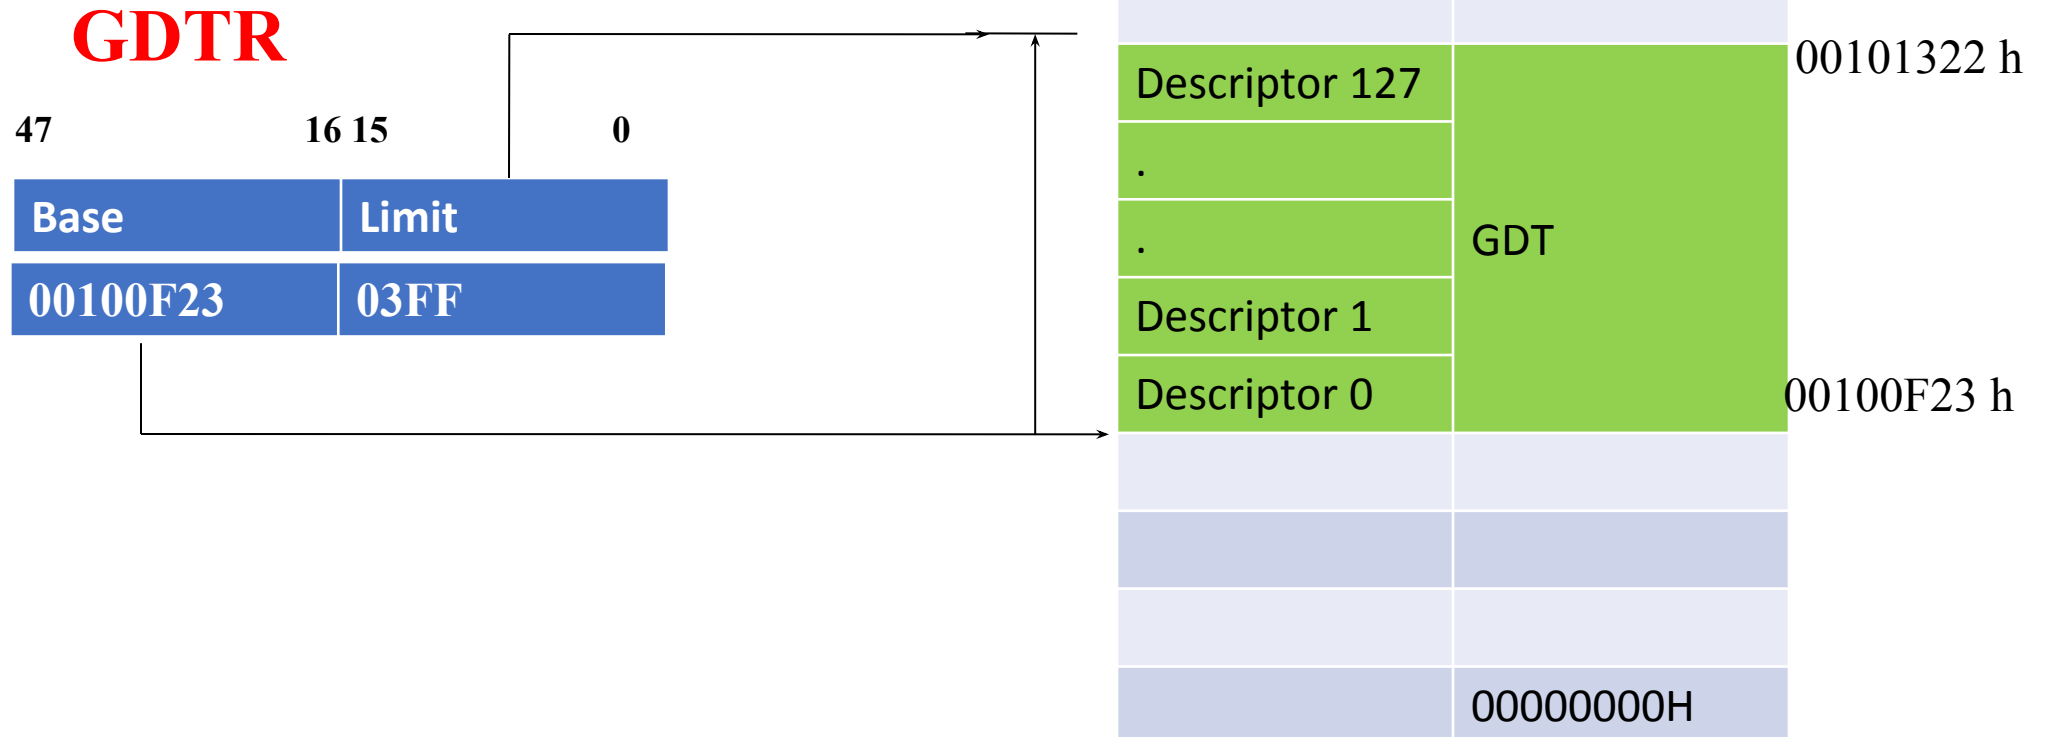 GDTR
47 16 15 0
Base Limit
00100F23 03FF
Descriptor 127
.
.
Descriptor 1
Descriptor 0
GDT
00000000H
00101322 h
00100F23 h